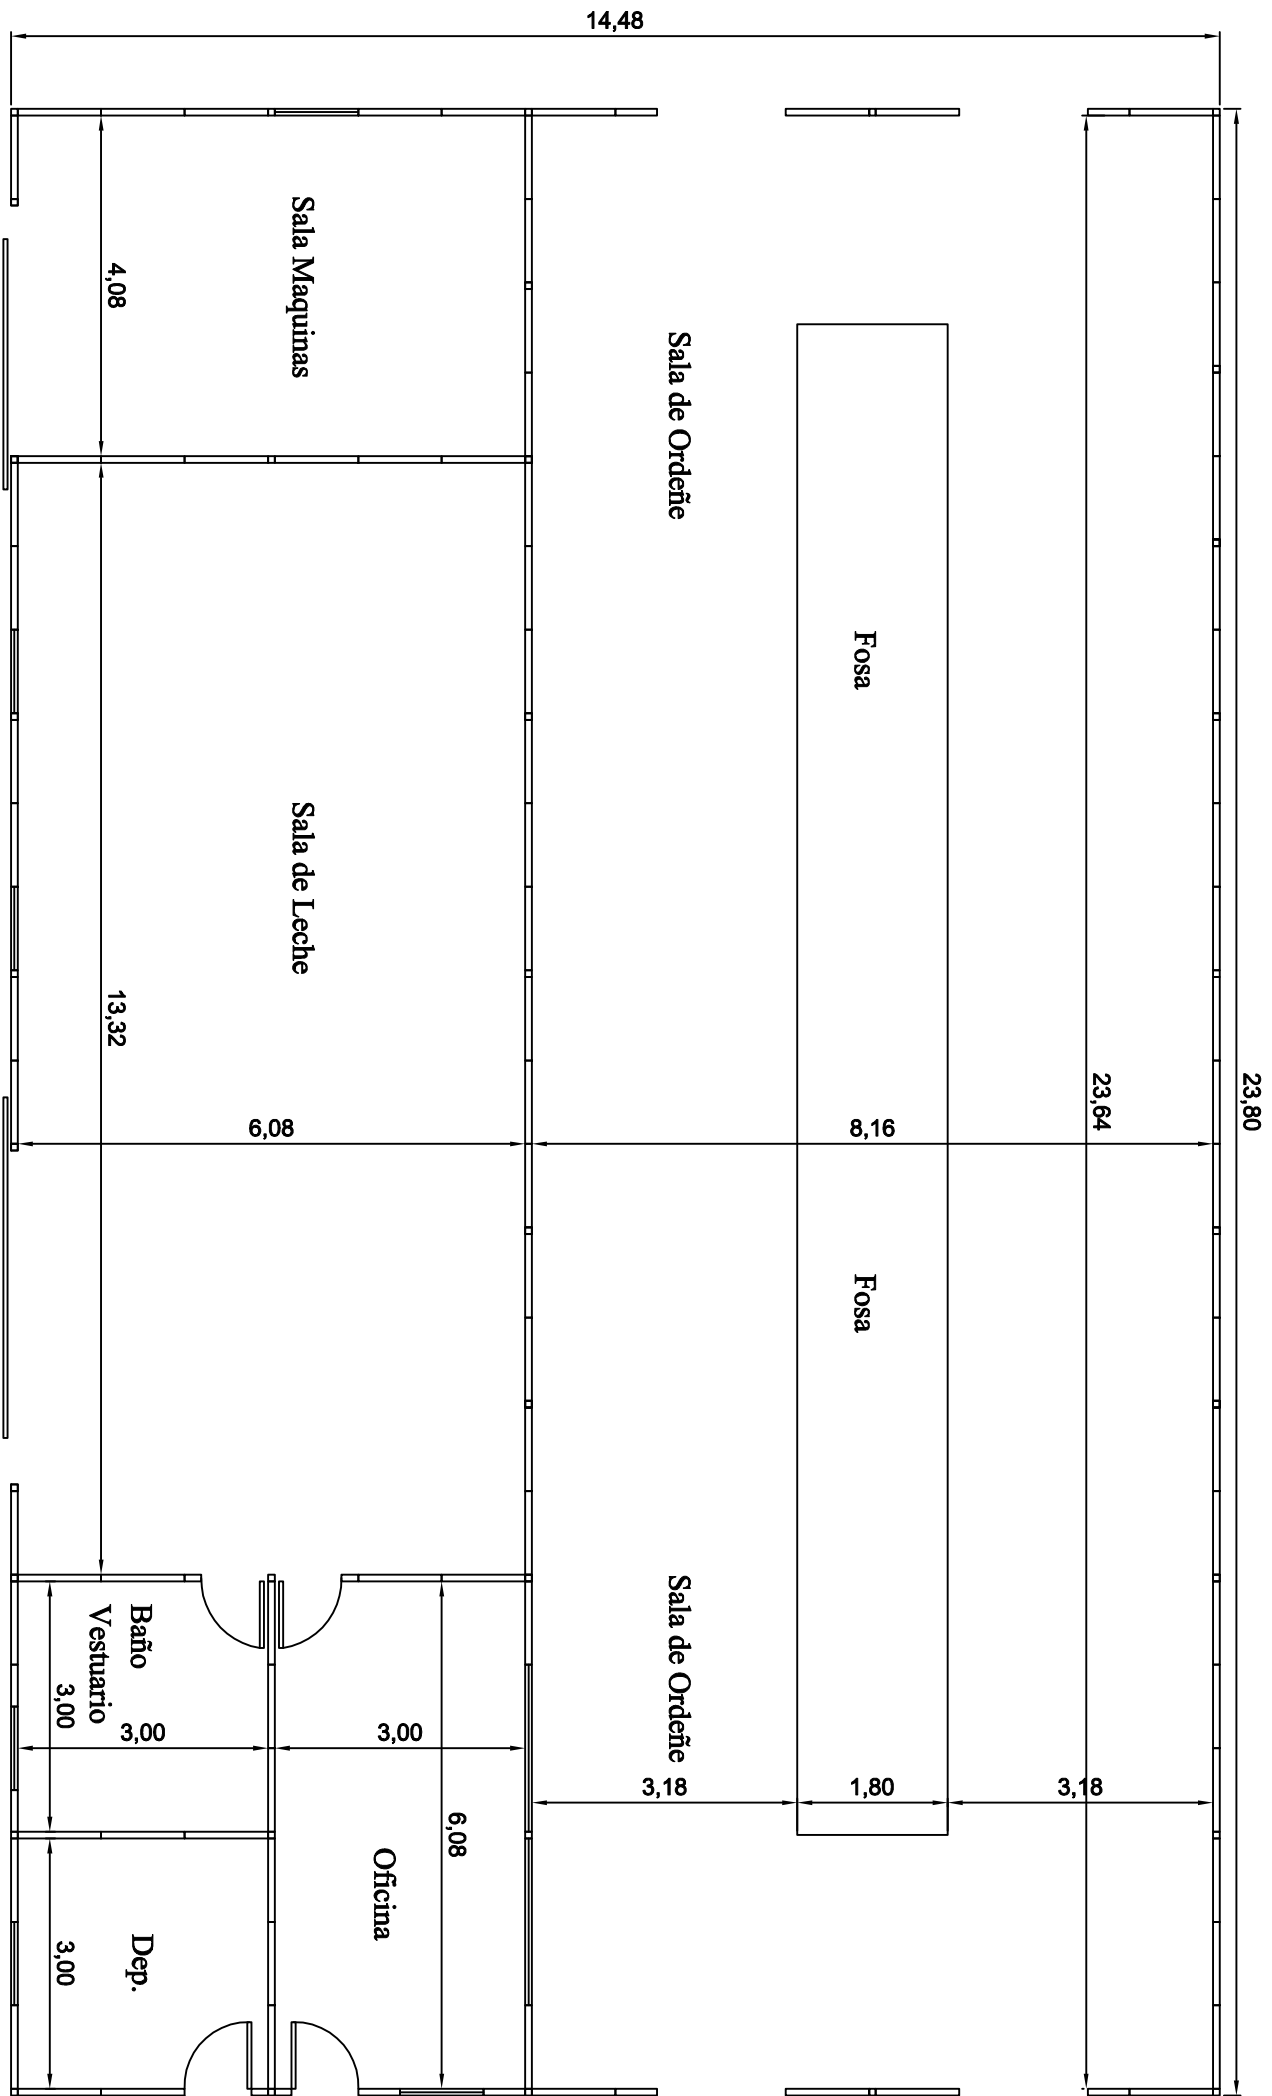 14,48
23,80
23,64
Sala Maquinas
4,08
Sala de Ordeñe
Fosa
Sala de Leche
13,32
6,08
8,16
Fosa
Sala de Ordeñe
Baño
Vestuario
3,00
3,00
3,00
3,18
1,80
3,18
6,08
Oficina
Dep.
3,00